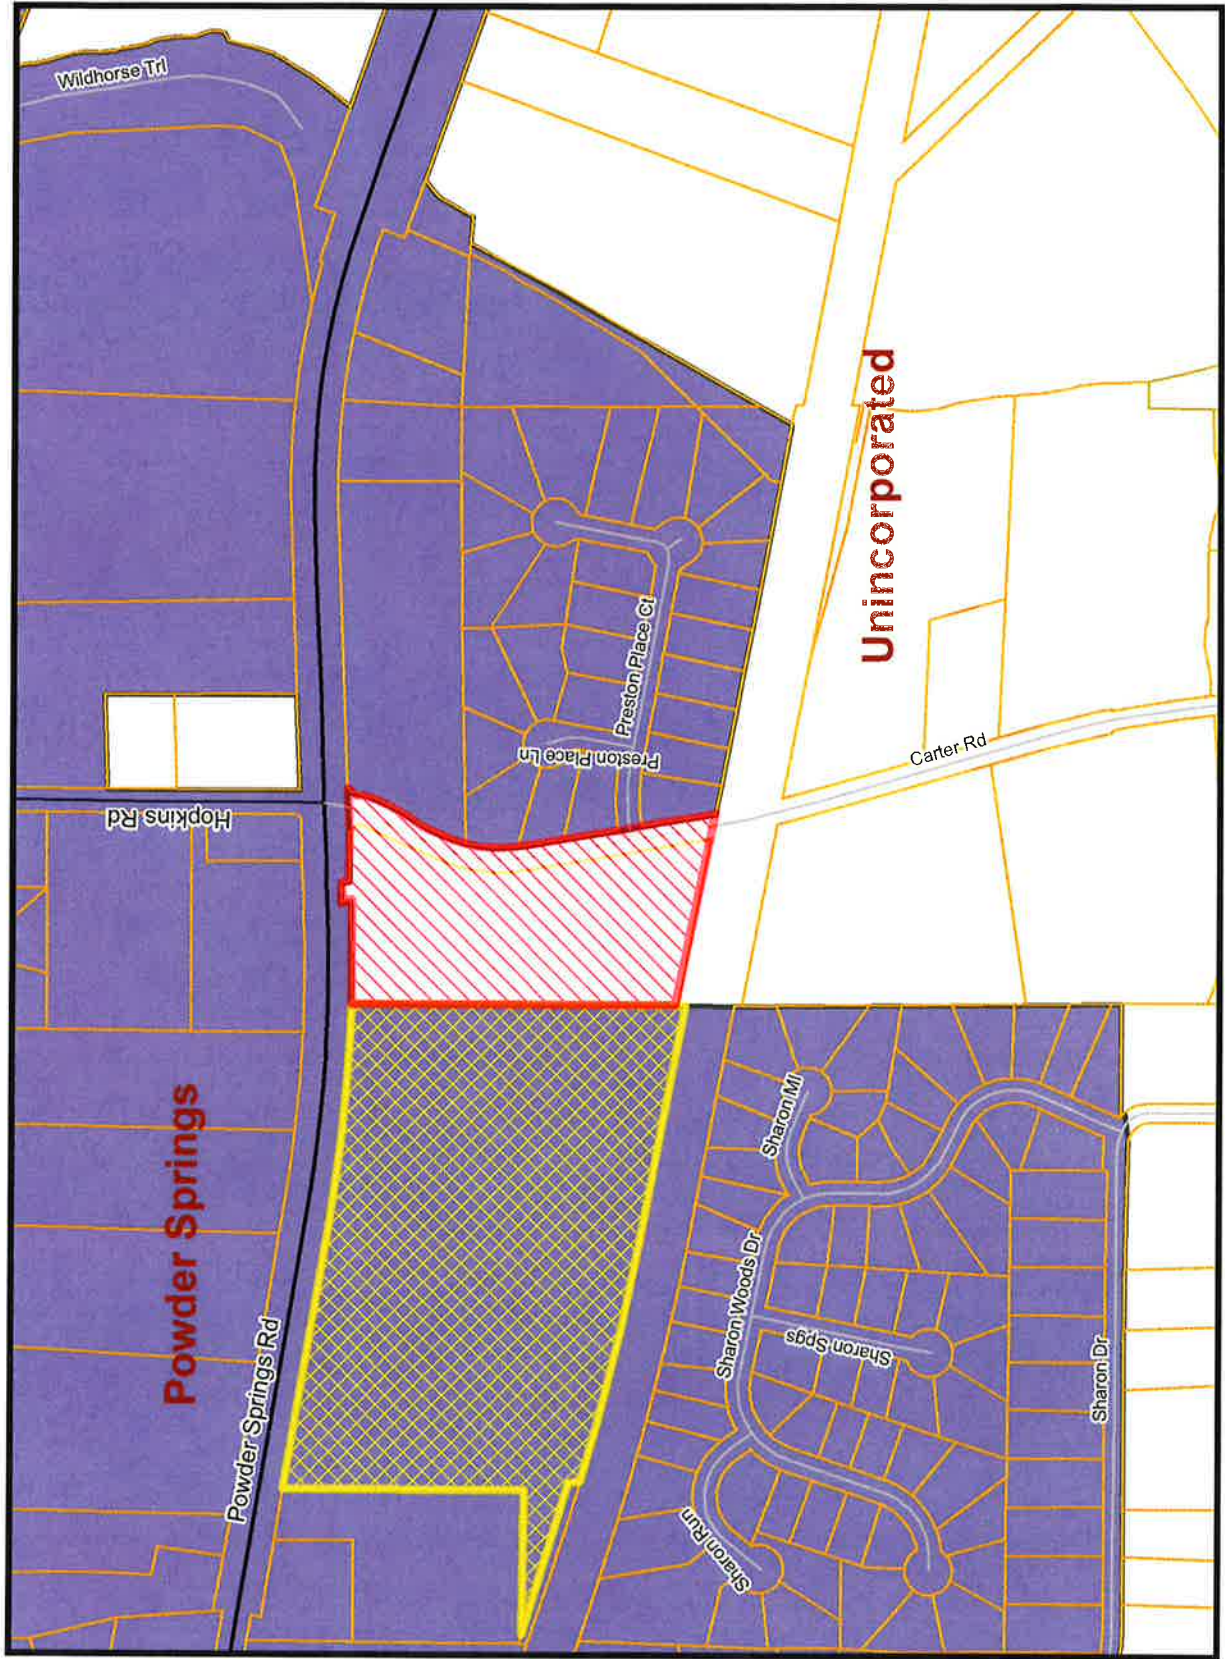 Wildhorse Trl
Unincorporated
Preston Place Ct
Preston Place Ln
Carter Rd
Hopkins Rd
Powder Springs
Sharon Ml
Sharon Woods Dr
Sharon Spgs
Powder Springs Rd
Sharon Dr
Sharon Run